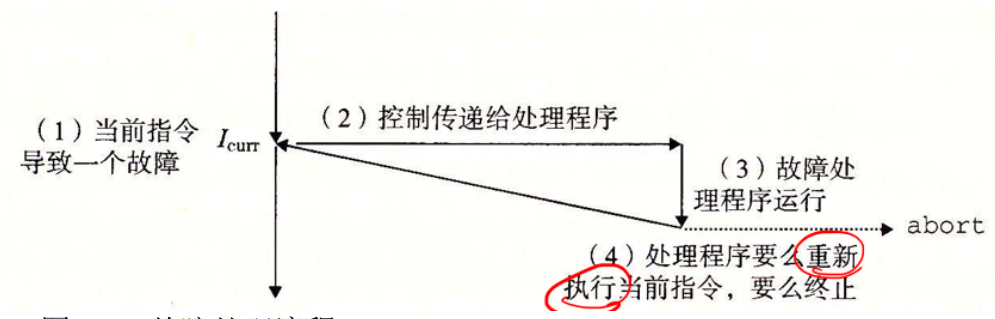 (1)当前指令
导致一个故障
Icurr
(2)控制传递给处理程序
(3)故障处
理程序运行
abort
(4)处理程序要么重新
执行当前指令，要么终止